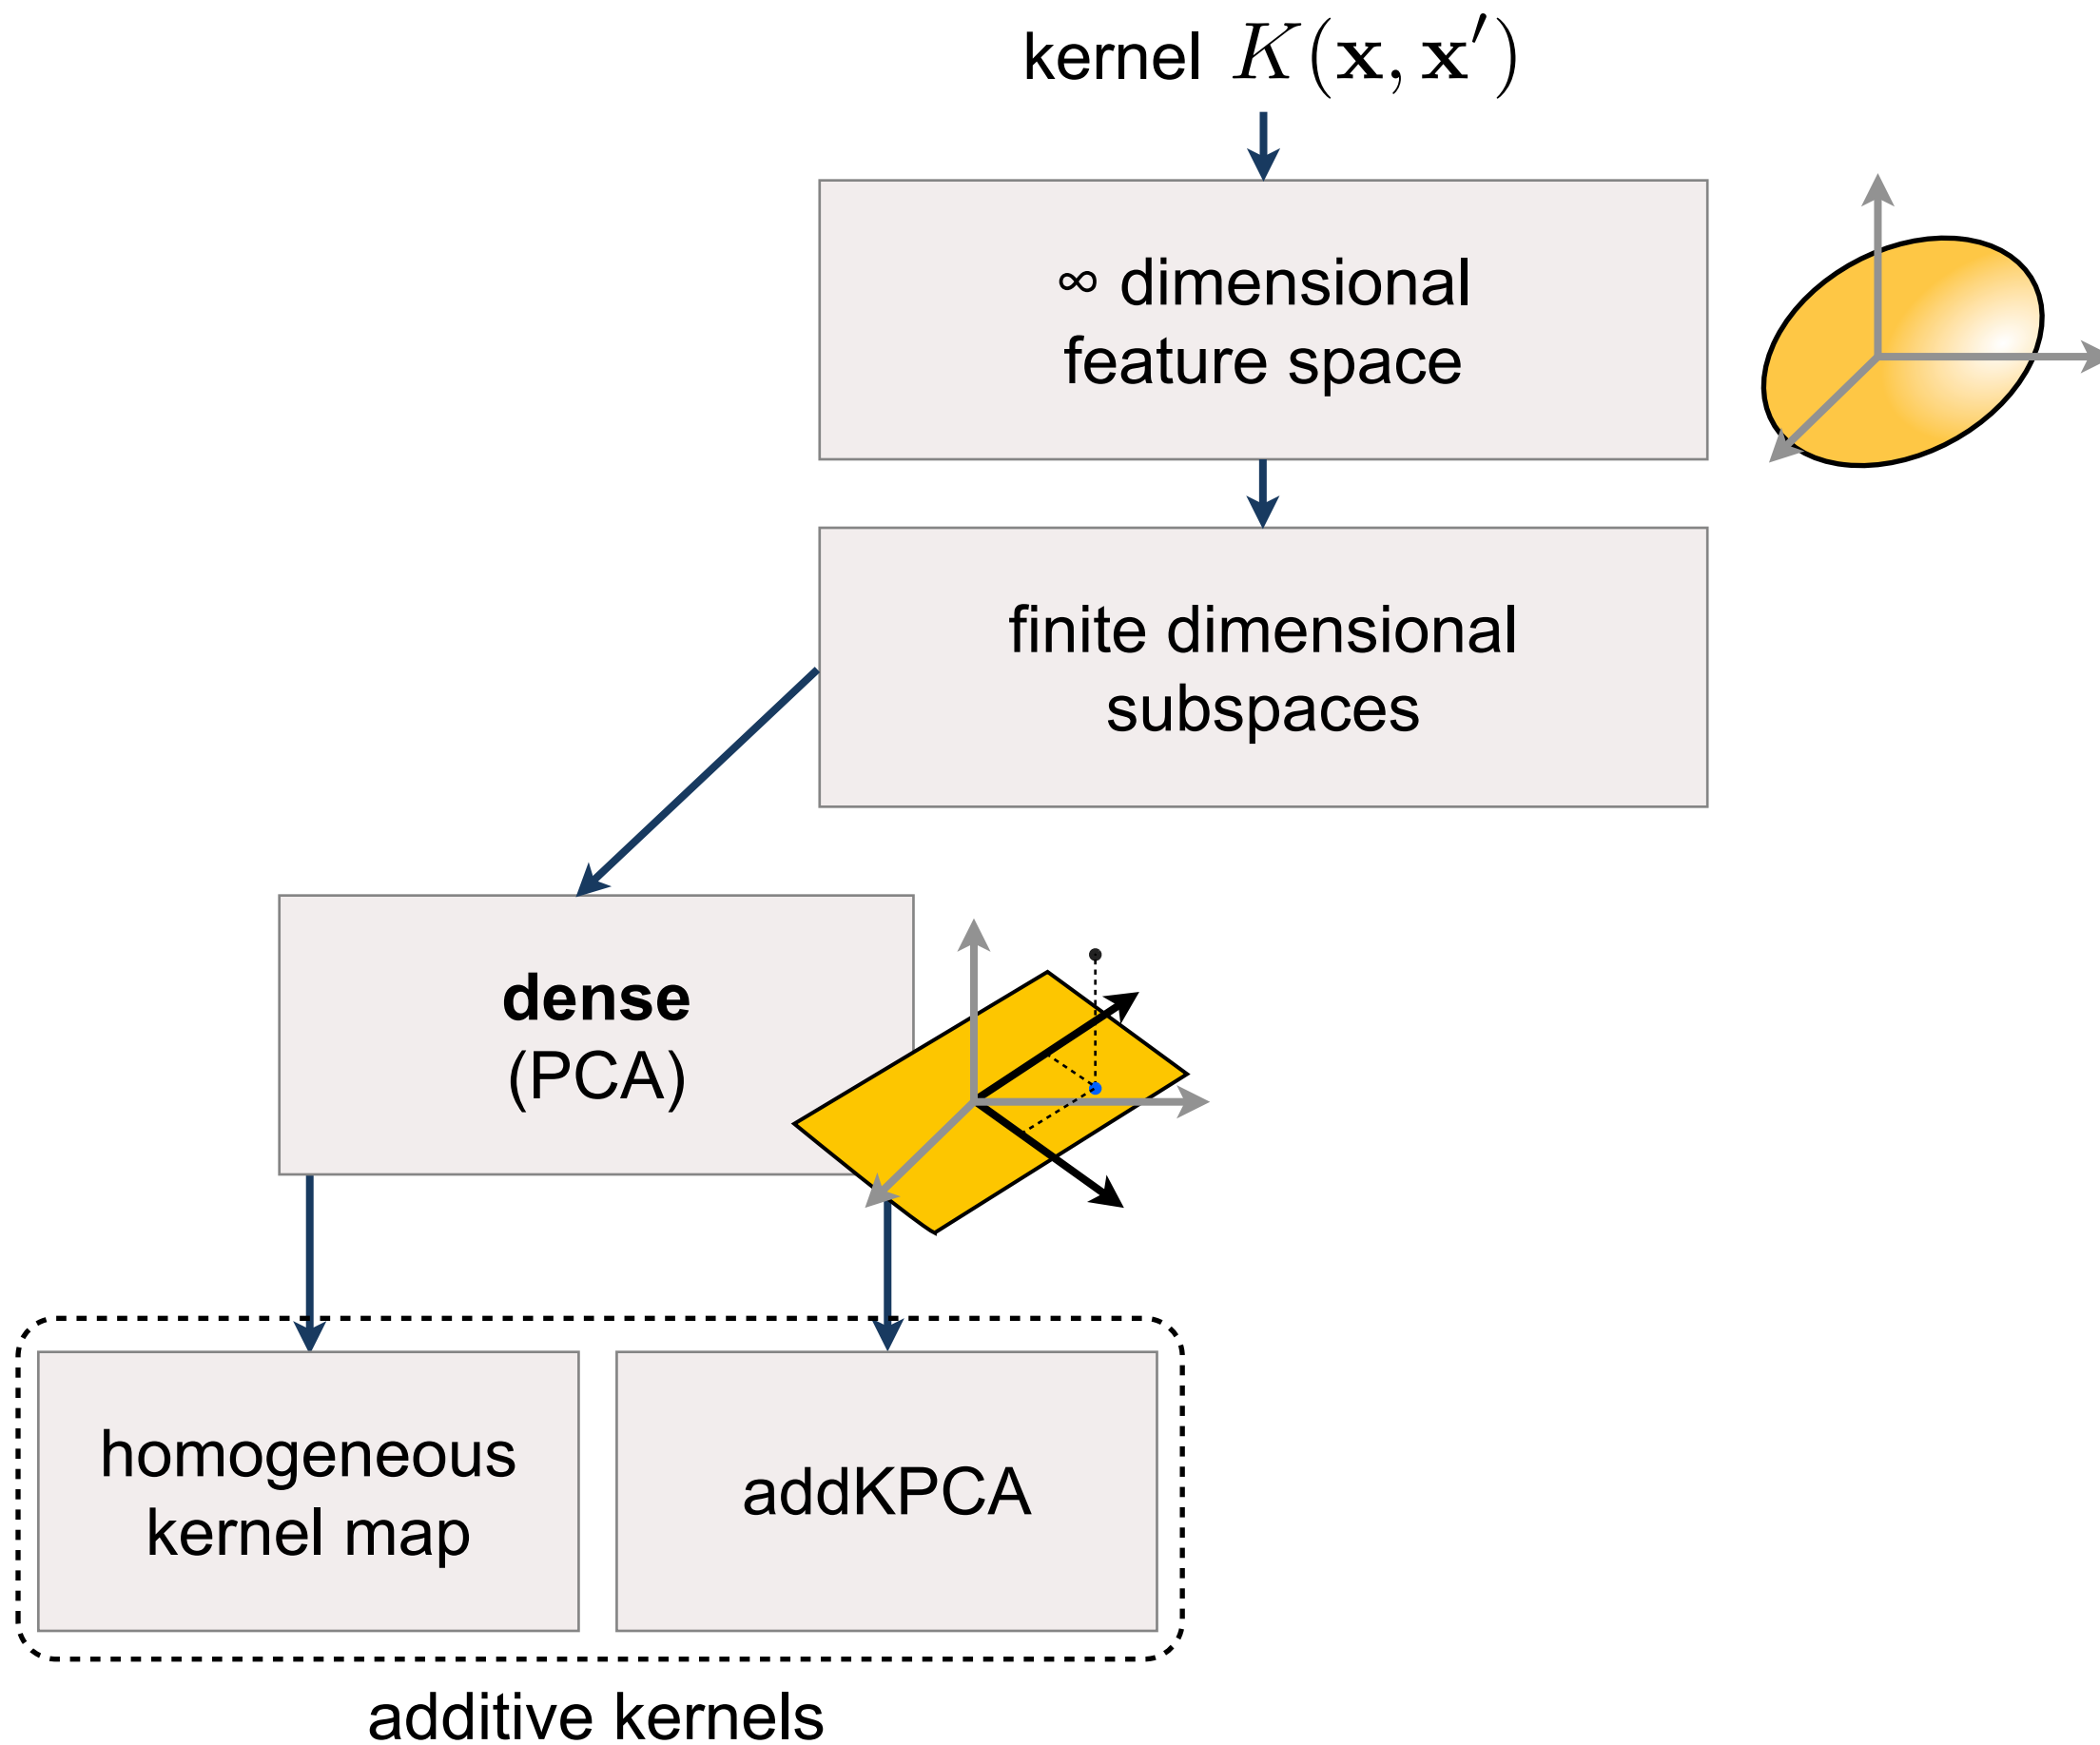 kernel K(x, x′)
∞ dimensional
feature space
finite dimensional
subspaces
dense
(PCA)
homogeneous
kernel map
addKPCA
additive kernels